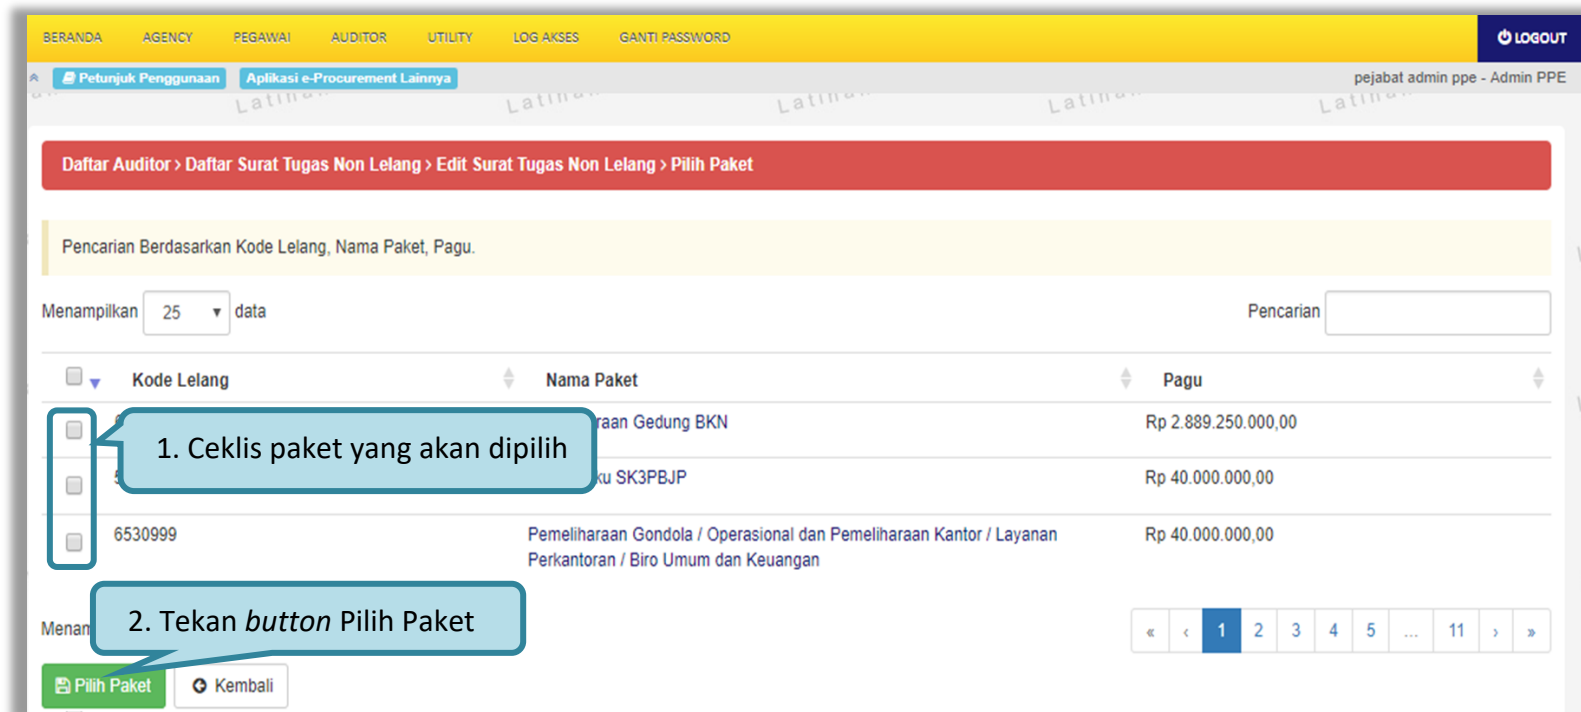 BERANDA AGENCY PEGAWAI AUDITOR UTILITY LOG AKSES GANTI PASSWORD LOGOUT
Petunjuk Penggunaan Aplikasi e-Procurement Lainnya pejabat admin ppe - Admin PPE
Daftar Auditor > Daftar Surat Tugas Non Lelang > Edit Surat Tugas Non Lelang > Pilih Paket
Pencarian Berdasarkan Kode Lelang, Nama Paket, Pagu.
Menampilkan 25 data Pencarian
Kode Lelang Nama Paket Pagu
Gedung BKN Rp 2.889.250.000,00
1. Ceklis paket yang akan dipilih
SK3PBJP Rp 40.000.000,00
6530999 Pemeliharaan Gondola / Operasional dan Pemeliharaan Kantor / Layanan Rp 40.000.000,00
Perkantoran / Biro Umum dan Keuangan
2. Tekan button Pilih Paket
« ‹ 1 2 3 4 5 ... 11 › »
Pilih Paket Kembali